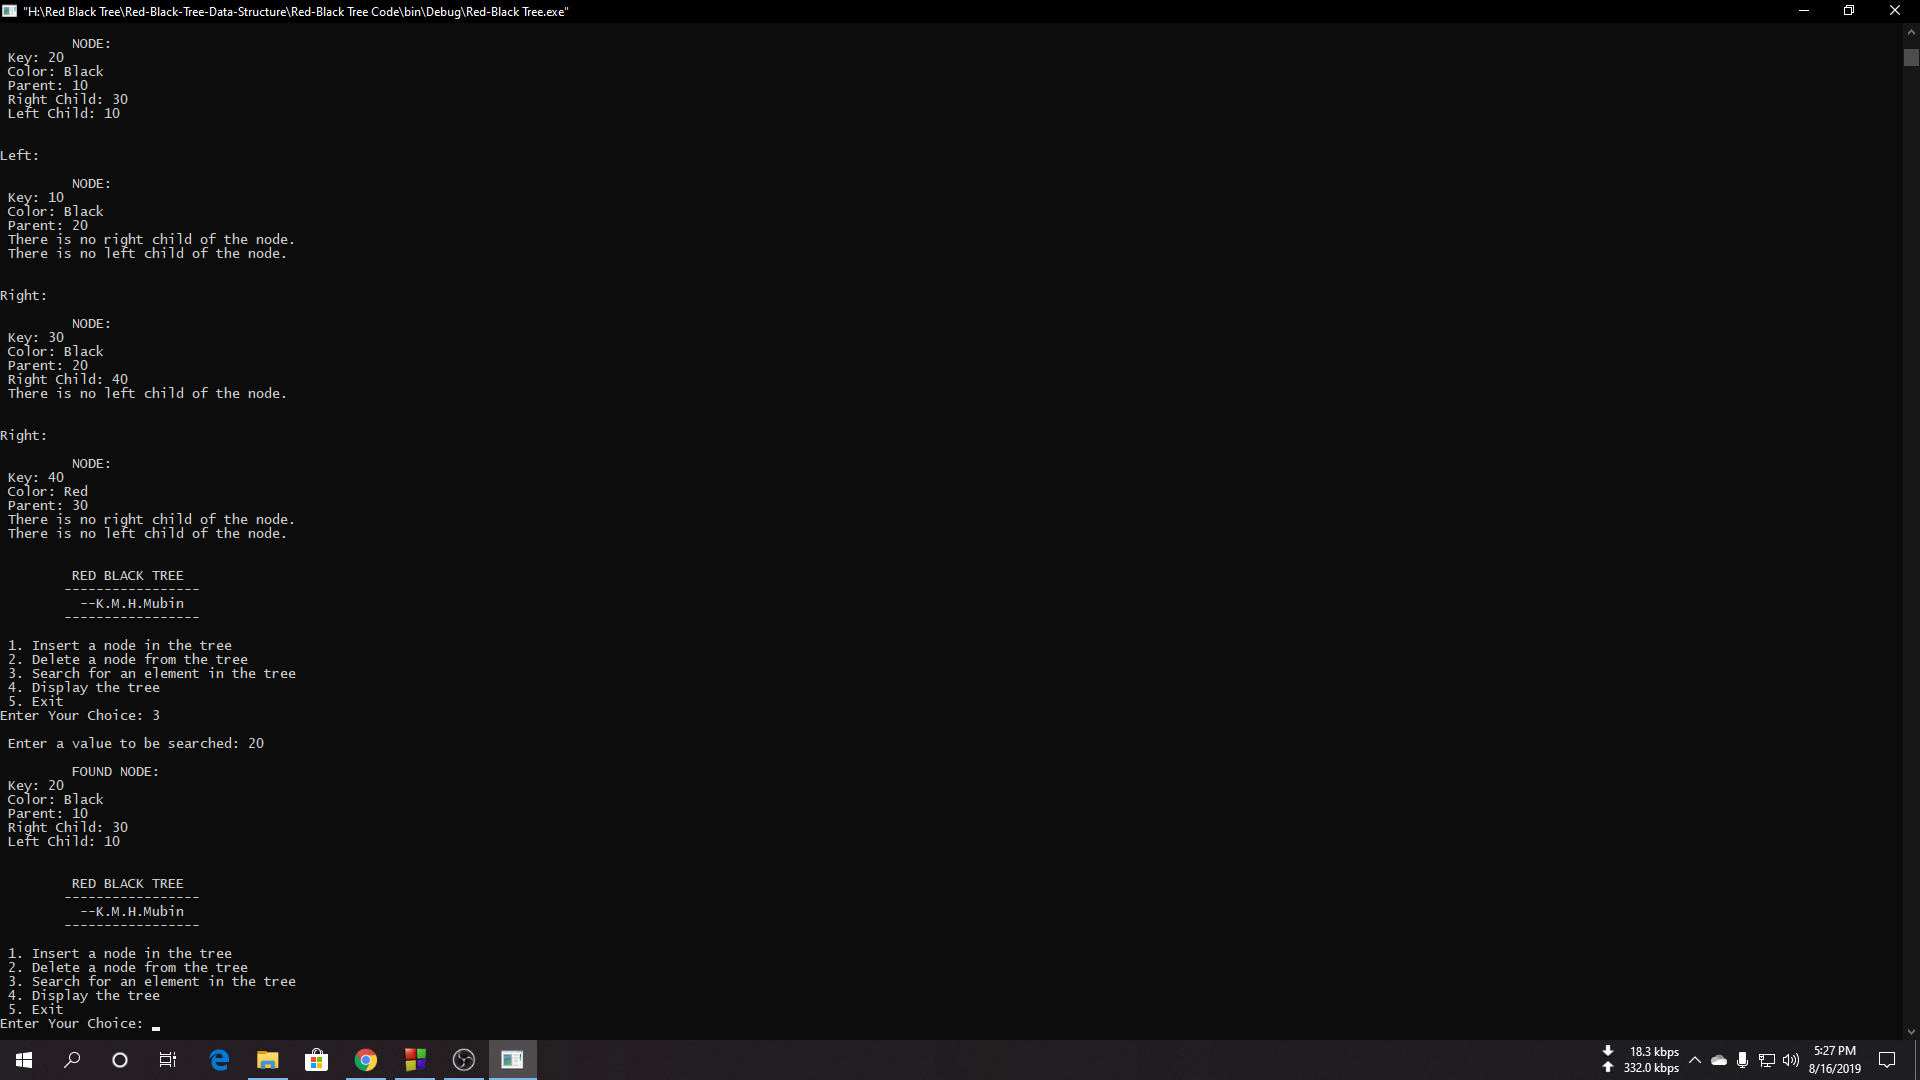 "H:\Red Black Tree\Red-Black-Tree-Data-Structure\Red-Black Tree Code\bin\Debug\Red-Black Tree.exe"
NODE:
Key: 20
Color: Black
Parent: 10
Right Child: 30
Left Child: 10
Left:
NODE:
Key: 10
Color: Black
Parent: 20
There is no right child of the node.
There is no left child of the node.
Right:
NODE:
Key: 30
Color: Black
Parent: 20
Right Child: 40
There is no left child of the node.
Right:
NODE:
Key: 40
Color: Red
Parent: 30
There is no right child of the node.
There is no left child of the node.
RED BLACK TREE
-----------------
--K.M.H.Mubin
-----------------
1. Insert a node in the tree
2. Delete a node from the tree
3. Search for an element in the tree
4. Display the tree
5. Exit
Enter Your Choice: 3
Enter a value to be searched: 20
FOUND NODE:
Key: 20
Color: Black
Parent: 10
Right Child: 30
Left Child: 10
RED BLACK TREE
-----------------
--K.M.H.Mubin
-----------------
1. Insert a node in the tree
2. Delete a node from the tree
3. Search for an element in the tree
4. Display the tree
5. Exit
Enter Your Choice: _
18.3 kbps
332.0 kbps
5:27 PM
8/16/2019